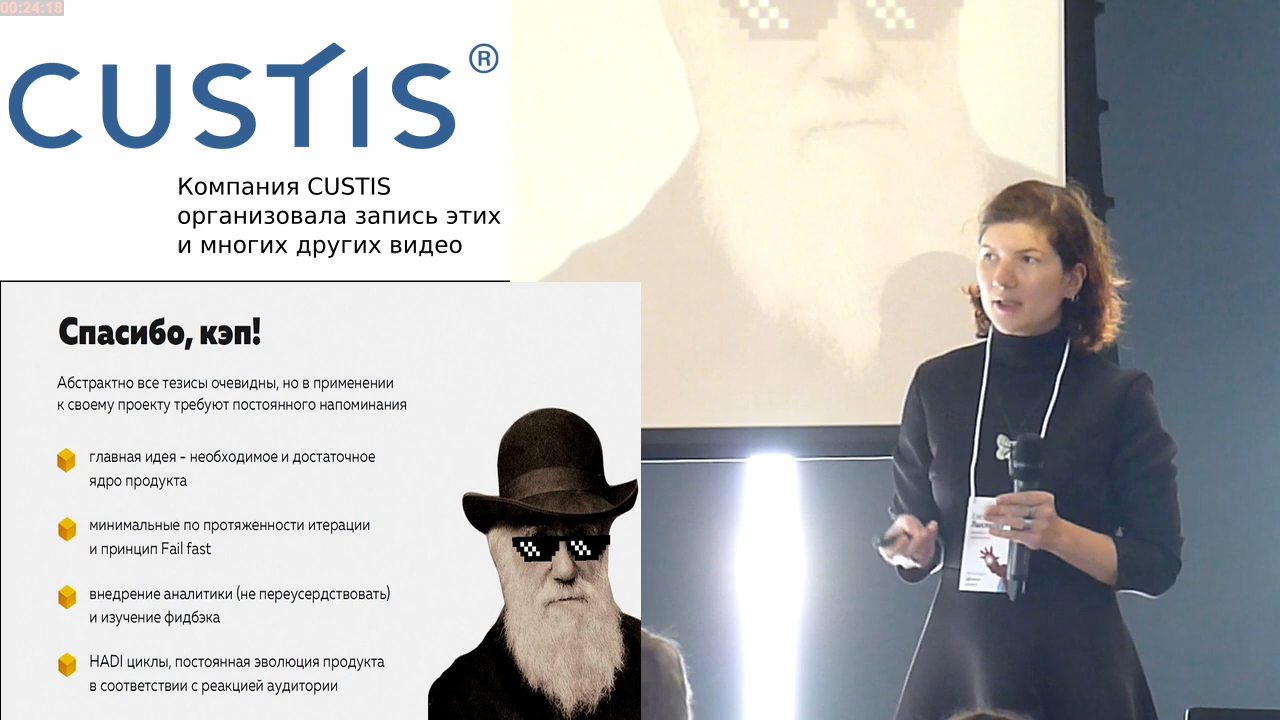 00:24:18
CUSTIS®
Компания CUSTIS
организовала запись этих
и многих других видео
Спасибо, кэп!
Абстрактно все тезисы очевидны, но в применении
к своему проекту требуют постоянного напоминания
главная идея - необходимое и достаточное
ядро продукта
минимальные по протяженности итерации
и принцип Fail fast
внедрение аналитики (не переусердствовать)
и изучение фидбэка
HADI циклы, постоянная эволюция продукта
в соответствии с реакцией аудитории